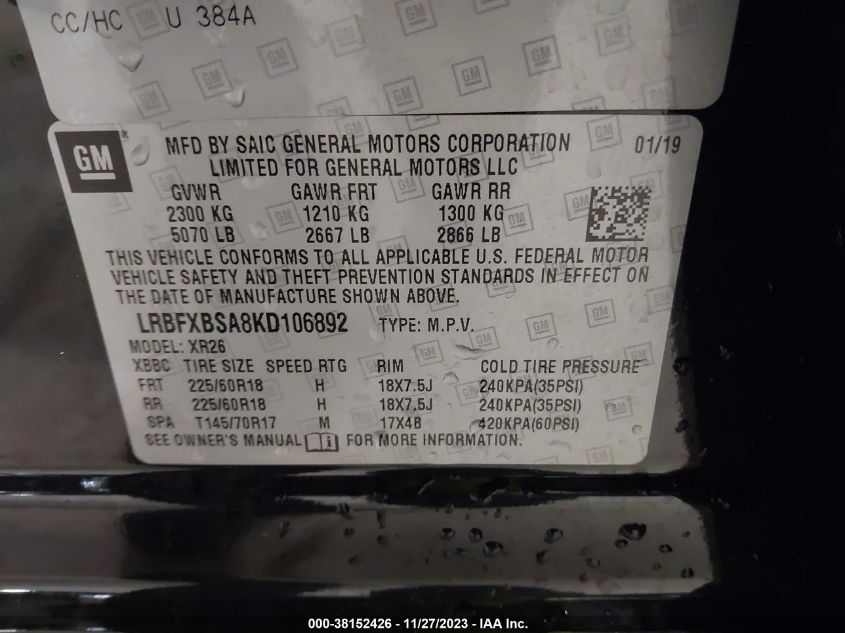 CC/HC U 384A
GM
MFD BY SAIC GENERAL MOTORS CORPORATION 01/19
LIMITED FOR GENERAL MOTORS LLC
GVWR GAWR FRT GAWR RR
2300 KG 1210 KG 1300 KG
5070 LB 2667 LB 2866 LB
THIS VEHICLE CONFORMS TO ALL APPLICABLE U.S. FEDERAL MOTOR
VEHICLE SAFETY AND THEFT PREVENTION STANDARDS IN EFFECT ON
THE DATE OF MANUFACTURE SHOWN ABOVE.
LRBFXBSA8KD106892 TYPE: M.P.V.
MODEL: XR26
XBBC TIRE SIZE SPEED RTG RIM COLD TIRE PRESSURE
FRT 225/60R18 H 18X7.5J 240KPA(35PSI)
RR 225/60R18 H 18X7.5J 240KPA(35PSI)
SPA T145/70R17 M 17X4B 420KPA(60PSI)
SEE OWNER'S MANUAL FOR MORE INFORMATION.
000-38152426 - 11/27/2023 - IAA Inc.